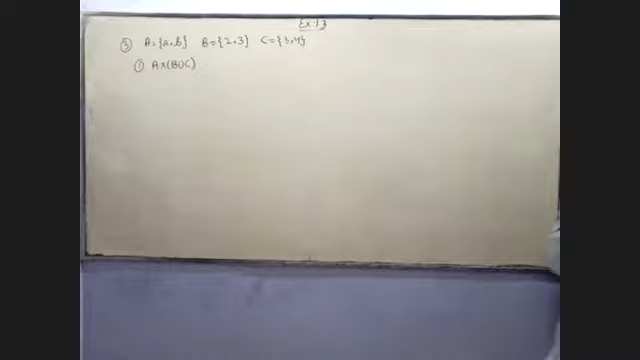 Ex 1.3
③ A={a,b} B={2,3} C={3,4}
① A×(B∪C)